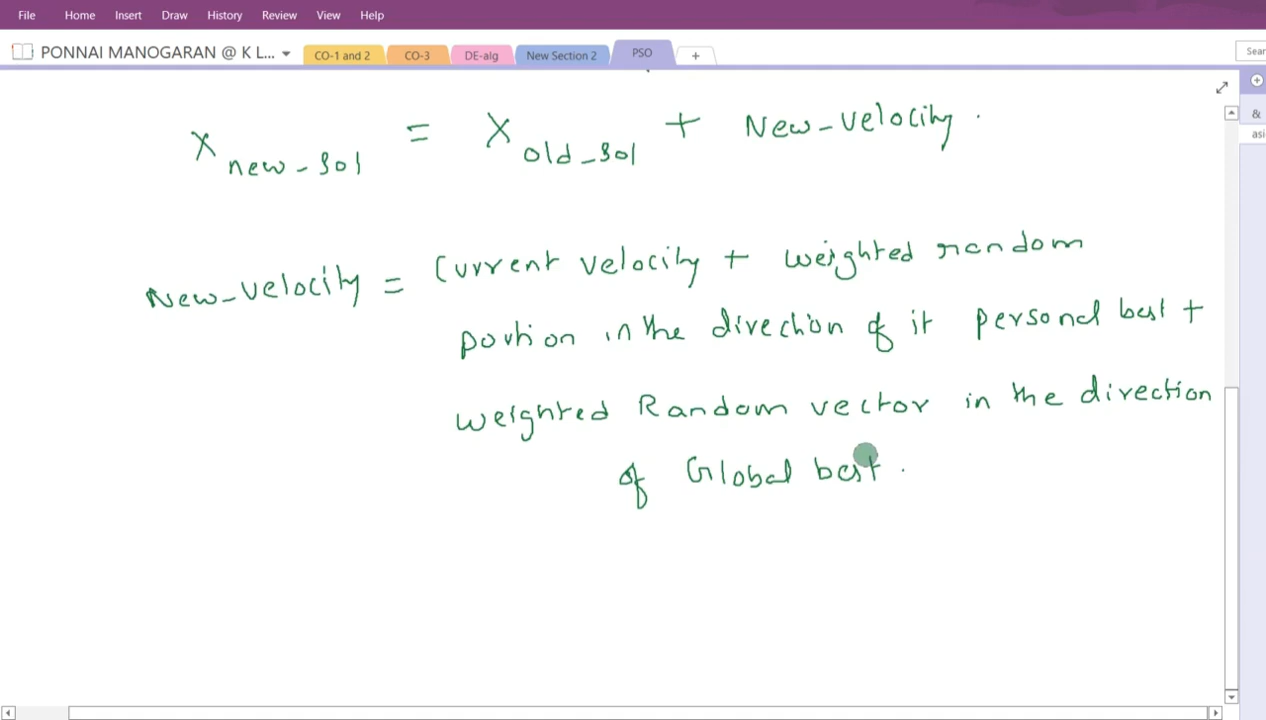 File Home Insert Draw History Review View Help
PONNAI MANOGARAN @ K L... CO-1 and 2 CO-3 DE-alg New Section 2 PSO + Sear
&
asi
X new_sol = X old_sol + New_velocity.
New_velocity = Current velocity + weighted random
portion in the direction of it personal best +
weighted Random vector in the direction
of Global best.